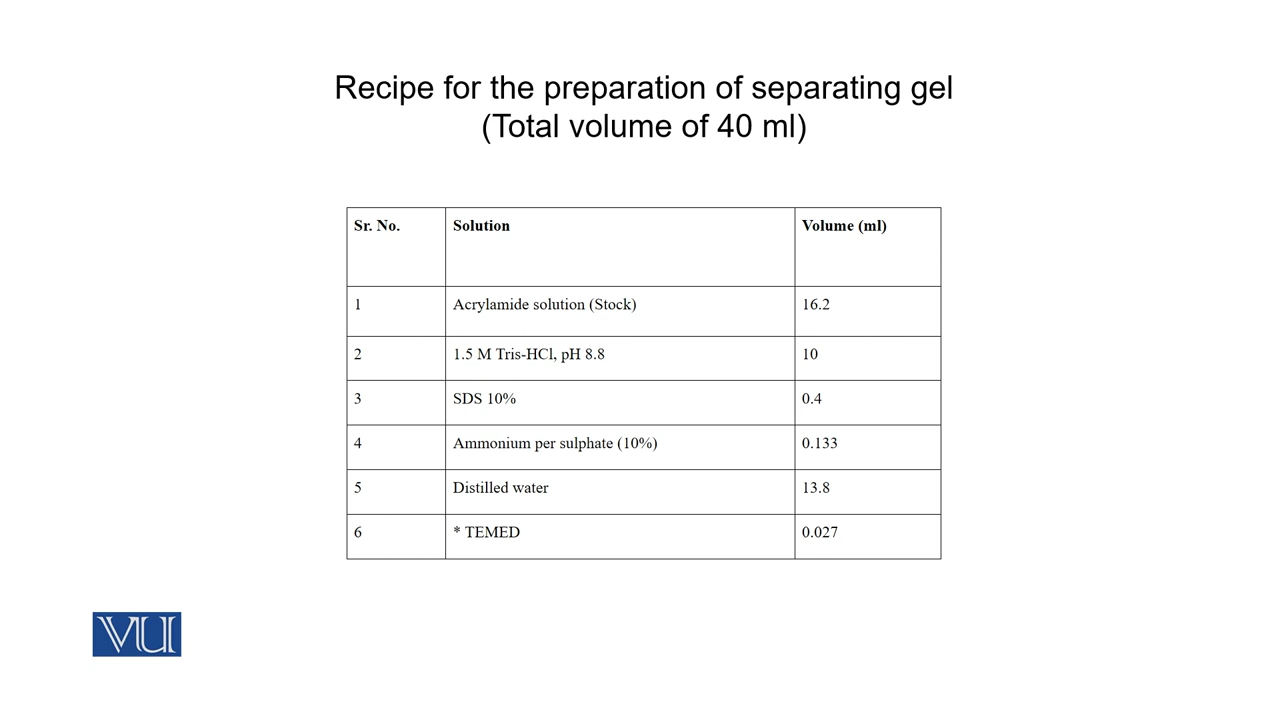 Recipe for the preparation of separating gel
(Total volume of 40 ml)
Sr. No. Solution Volume (ml)
1 Acrylamide solution (Stock) 16.2
2 1.5 M Tris-HCl, pH 8.8 10
3 SDS 10% 0.4
4 Ammonium per sulphate (10%) 0.133
5 Distilled water 13.8
6 * TEMED 0.027
VU